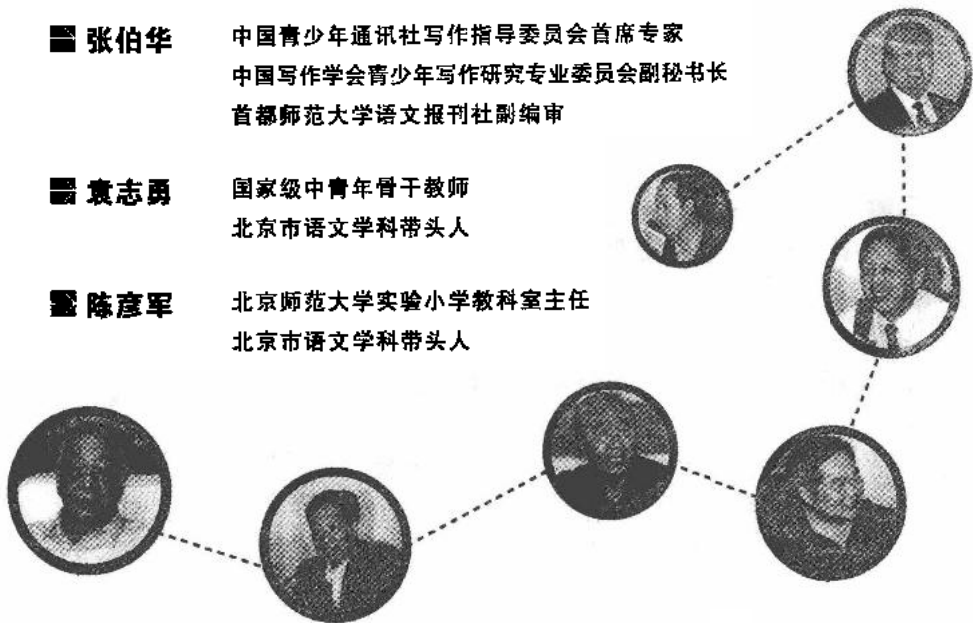 张伯华 中国青少年通讯社写作指导委员会首席专家
中国写作学会青少年写作研究专业委员会副秘书长
首都师范大学语文报刊社副编审
袁志勇 国家级中青年骨干教师
北京市语文学科带头人
陈彦军 北京师范大学实验小学教科室主任
北京市语文学科带头人